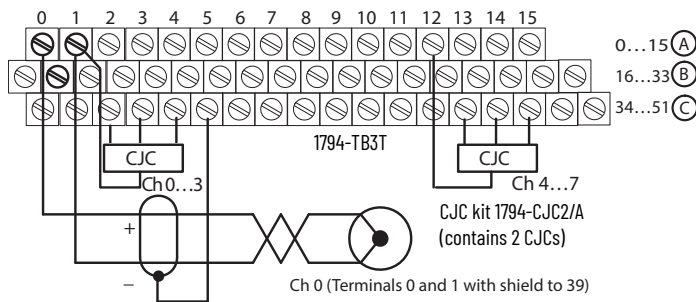 0 1 2 3 4 5 6 7 8 9 10 11 12 13 14 15
0…15 A
16…33 B
34…51 C
1794-TB3T
CJC CJC
Ch 0…3 Ch 4…7
CJC kit 1794-CJC2/A
(contains 2 CJCs)
+
–
Ch 0 (Terminals 0 and 1 with shield to 39)